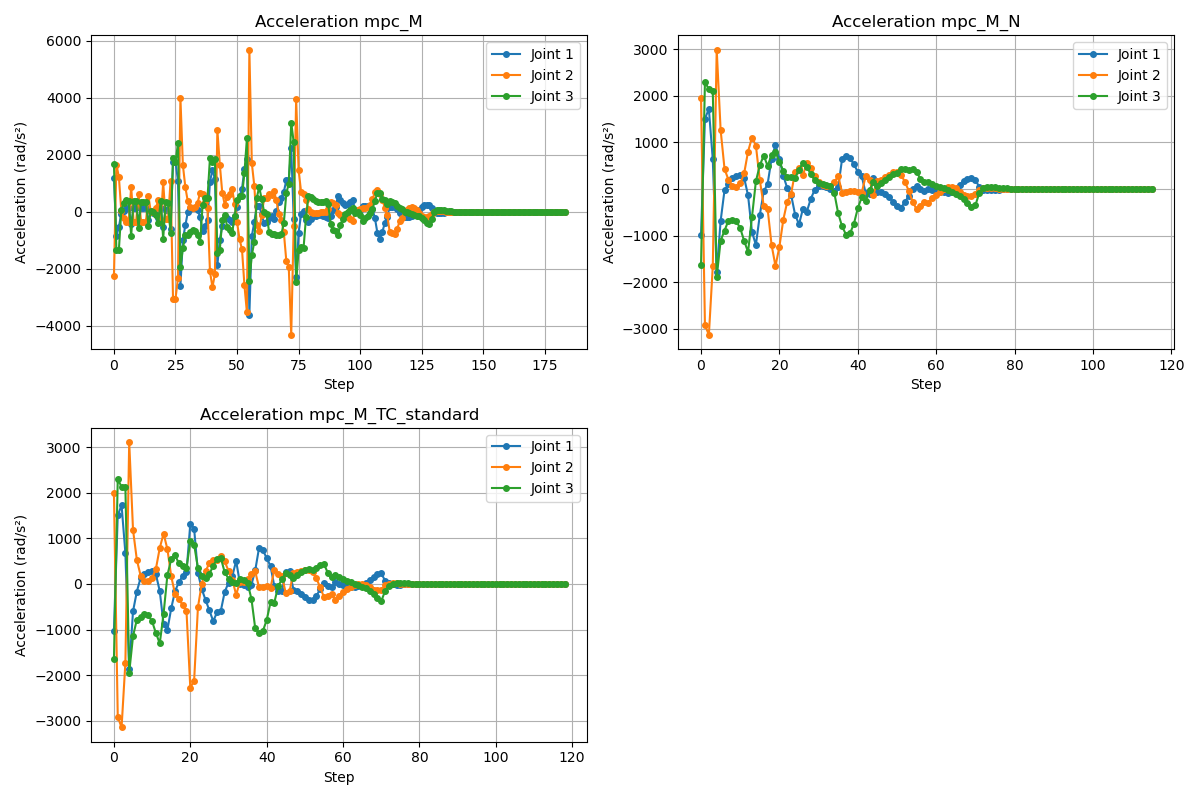 Acceleration mpc_M
6000
4000
2000
0
−2000
−4000
Acceleration (rad/s²)
0 25 50 75 100 125 150 175
Step
Joint 1
Joint 2
Joint 3
Acceleration mpc_M_N
3000
2000
1000
0
−1000
−2000
−3000
Acceleration (rad/s²)
0 20 40 60 80 100 120
Step
Joint 1
Joint 2
Joint 3
Acceleration mpc_M_TC_standard
3000
2000
1000
0
−1000
−2000
−3000
Acceleration (rad/s²)
0 20 40 60 80 100 120
Step
Joint 1
Joint 2
Joint 3